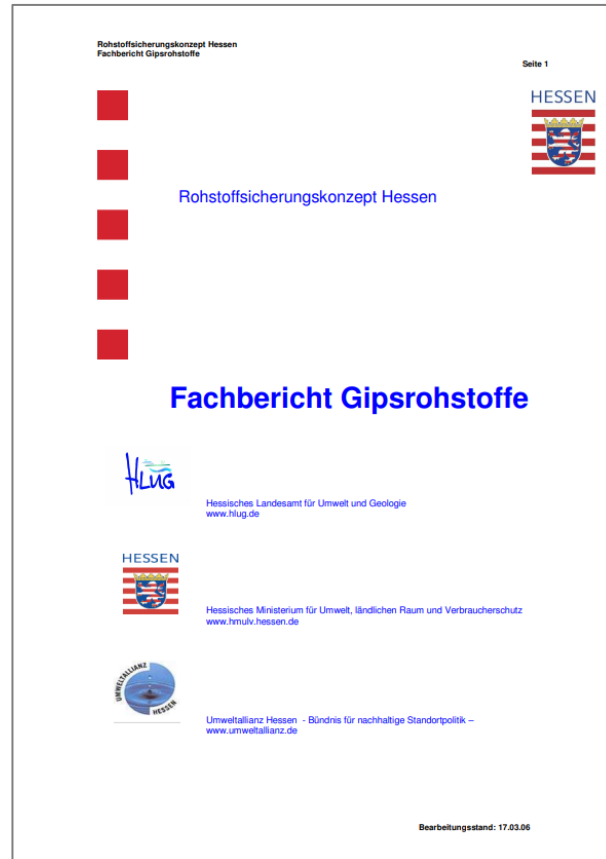 Rohstoffsicherungskonzept Hessen
Fachbericht Gipsrohstoffe
Seite 1
HESSEN
Rohstoffsicherungskonzept Hessen
Fachbericht Gipsrohstoffe
HLUG
Hessisches Landesamt für Umwelt und Geologie
www.hlug.de
HESSEN
Hessisches Ministerium für Umwelt, ländlichen Raum und Verbraucherschutz
www.hmulv.hessen.de
UMWELTALLIANZ
HESSEN
Umweltallianz Hessen - Bündnis für nachhaltige Standortpolitik –
www.umweltallianz.de
Bearbeitungsstand: 17.03.06